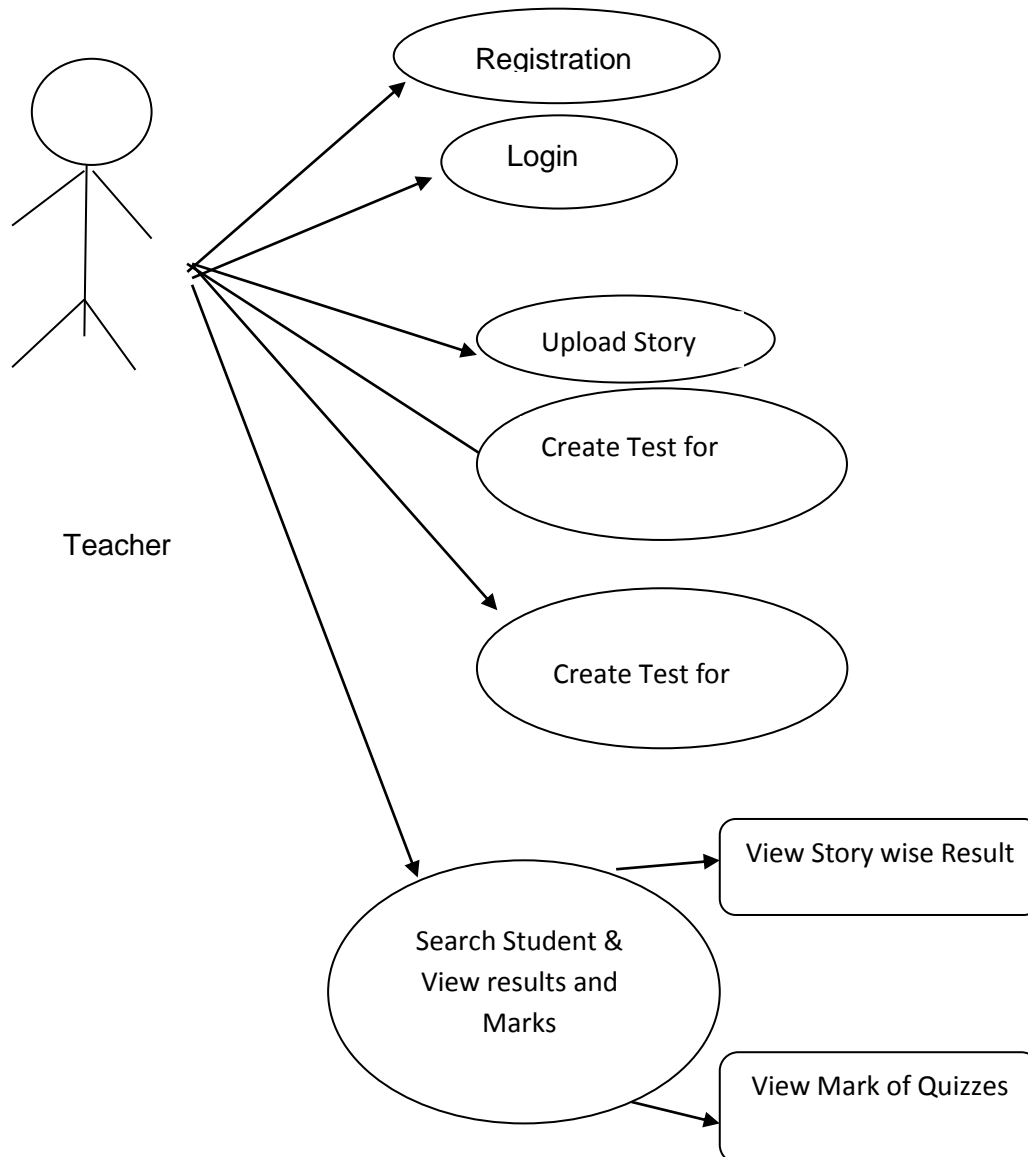 Registration
Login
Upload Story
Create Test for
Teacher
Create Test for
View Story wise Result
Search Student &
View results and
Marks
View Mark of Quizzes